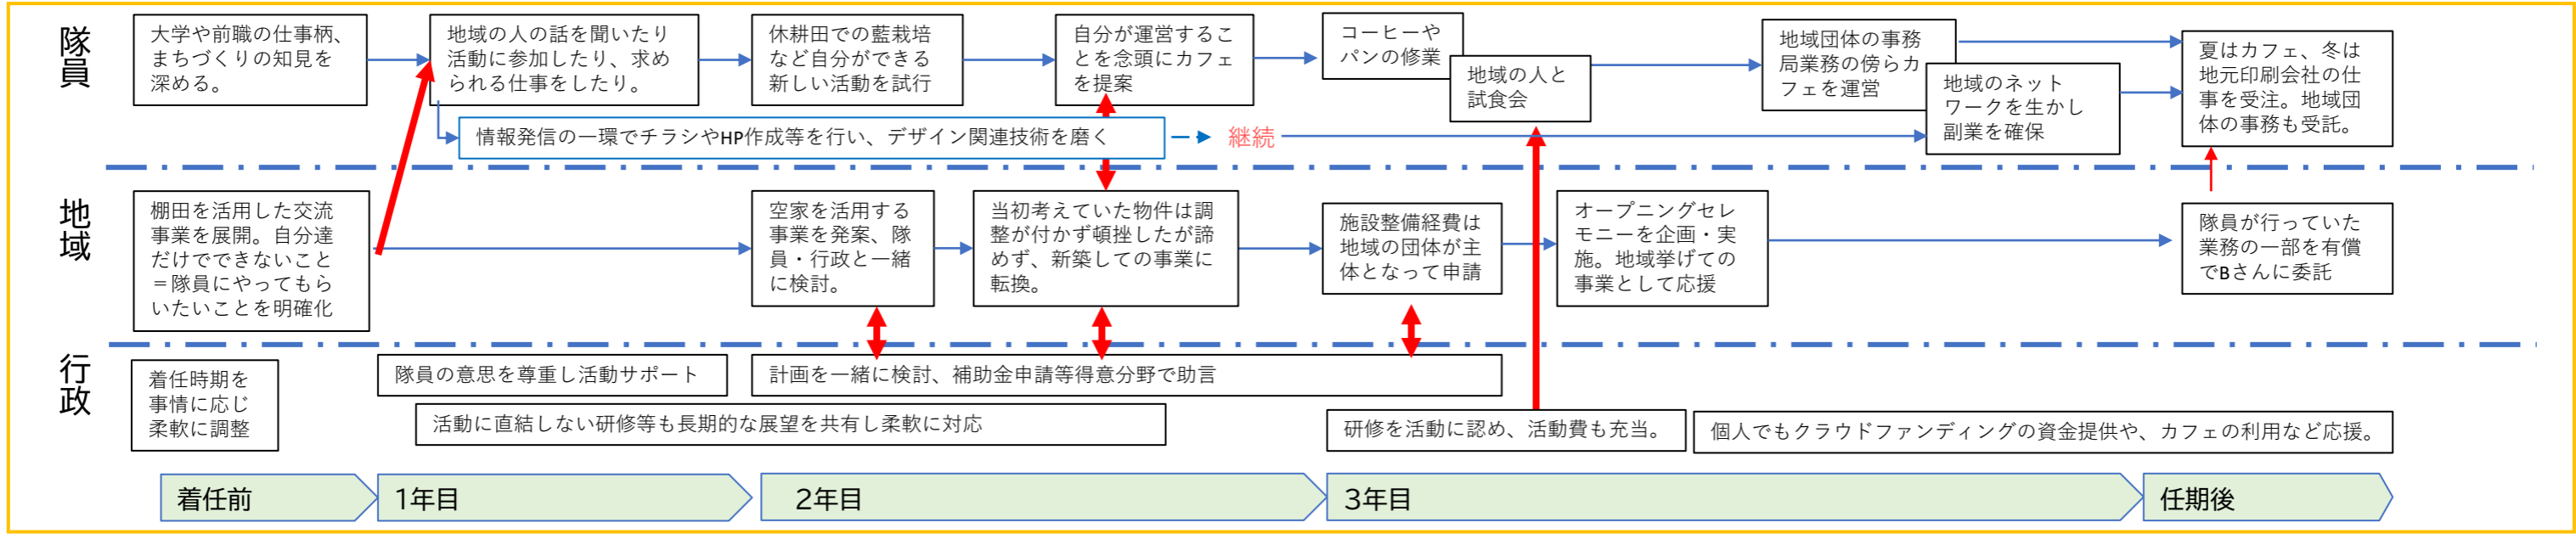 隊員
大学や前職の仕事柄、
まちづくりの知見を
深める。
地域の人の話を聞いたり
活動に参加したり、求め
られる仕事をしたり。
休耕田での藍栽培
など自分ができる
新しい活動を試行
自分が運営するこ
とを念頭にカフェ
を提案
コーヒーや
パンの修業
地域の人と
試食会
地域団体の事務
局業務の傍らカ
フェを運営
地域のネット
ワークを生かし
副業を確保
夏はカフェ、冬は
地元印刷会社の仕
事を受注。地域団
体の事務も受託。
情報発信の一環でチラシやHP作成等を行い、デザイン関連技術を磨く
継続
地域
棚田を活用した交流
事業を展開。自分達
だけでできないこと
＝隊員にやってもら
いたいことを明確化
空家を活用する
事業を発案、隊
員・行政と一緒
に検討。
当初考えていた物件は調
整が付かず頓挫したが諦
めず、新築しての事業に
転換。
施設整備経費は
地域の団体が主
体となって申請
オープニングセレ
モニーを企画・実
施。地域挙げての
事業として応援
隊員が行っていた
業務の一部を有償
でBさんに委託
行政
着任時期を
事情に応じ
柔軟に調整
隊員の意思を尊重し活動サポート
計画を一緒に検討、補助金申請等得意分野で助言
活動に直結しない研修等も長期的な展望を共有し柔軟に対応
研修を活動に認め、活動費も充当。
個人でもクラウドファンディングの資金提供や、カフェの利用など応援。
着任前
1年目
2年目
3年目
任期後